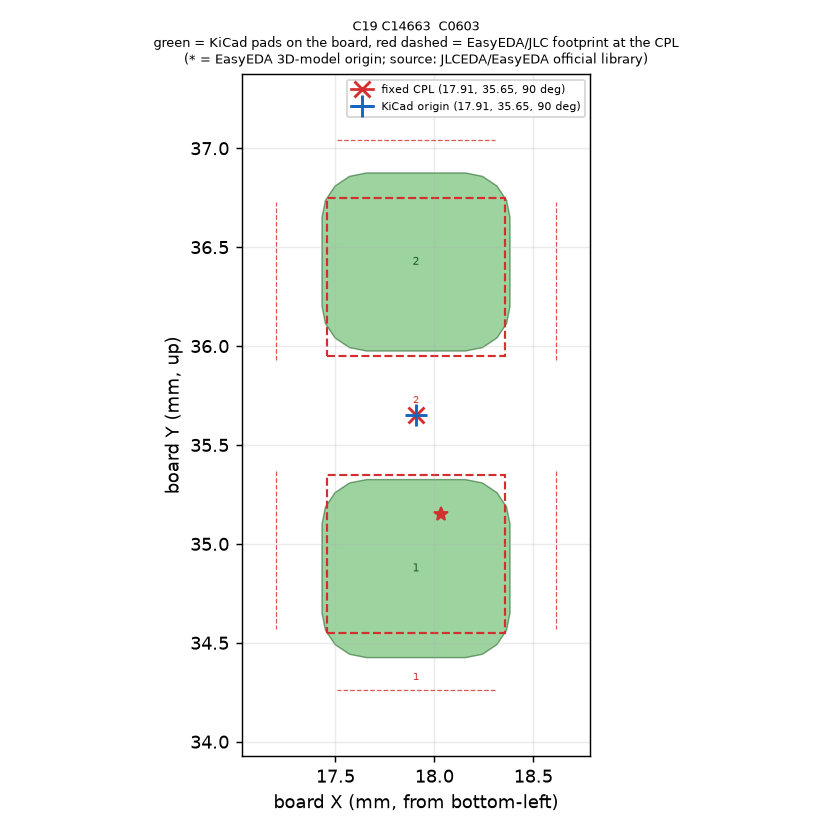 C19 C14663  C0603
green = KiCad pads on the board, red dashed = EasyEDA/JLC footprint at the CPL
(* = EasyEDA 3D-model origin; source: JLCEDA/EasyEDA official library)
fixed CPL (17.91, 35.65, 90 deg)
KiCad origin (17.91, 35.65, 90 deg)
37.0
36.5
2
36.0
2
35.5
35.0
1
34.5
1
34.0
board Y (mm, up)
17.5 18.0 18.5
board X (mm, from bottom-left)